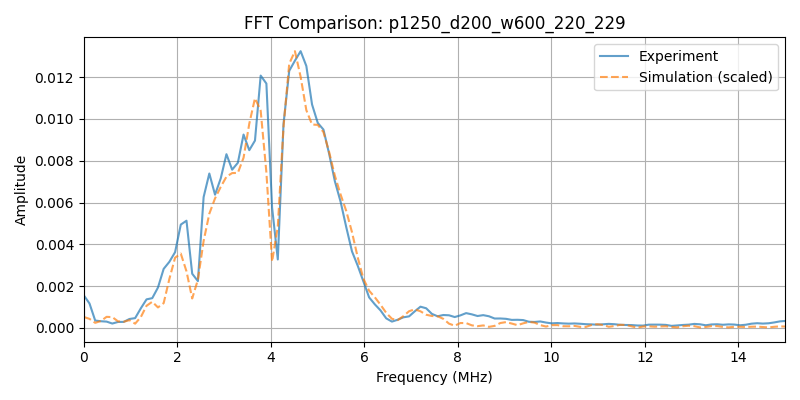 FFT Comparison: p1250_d200_w600_220_229
Experiment
Simulation (scaled)
0.012
0.010
0.008
0.006
0.004
0.002
0.000
Amplitude
0 2 4 6 8 10 12 14
Frequency (MHz)